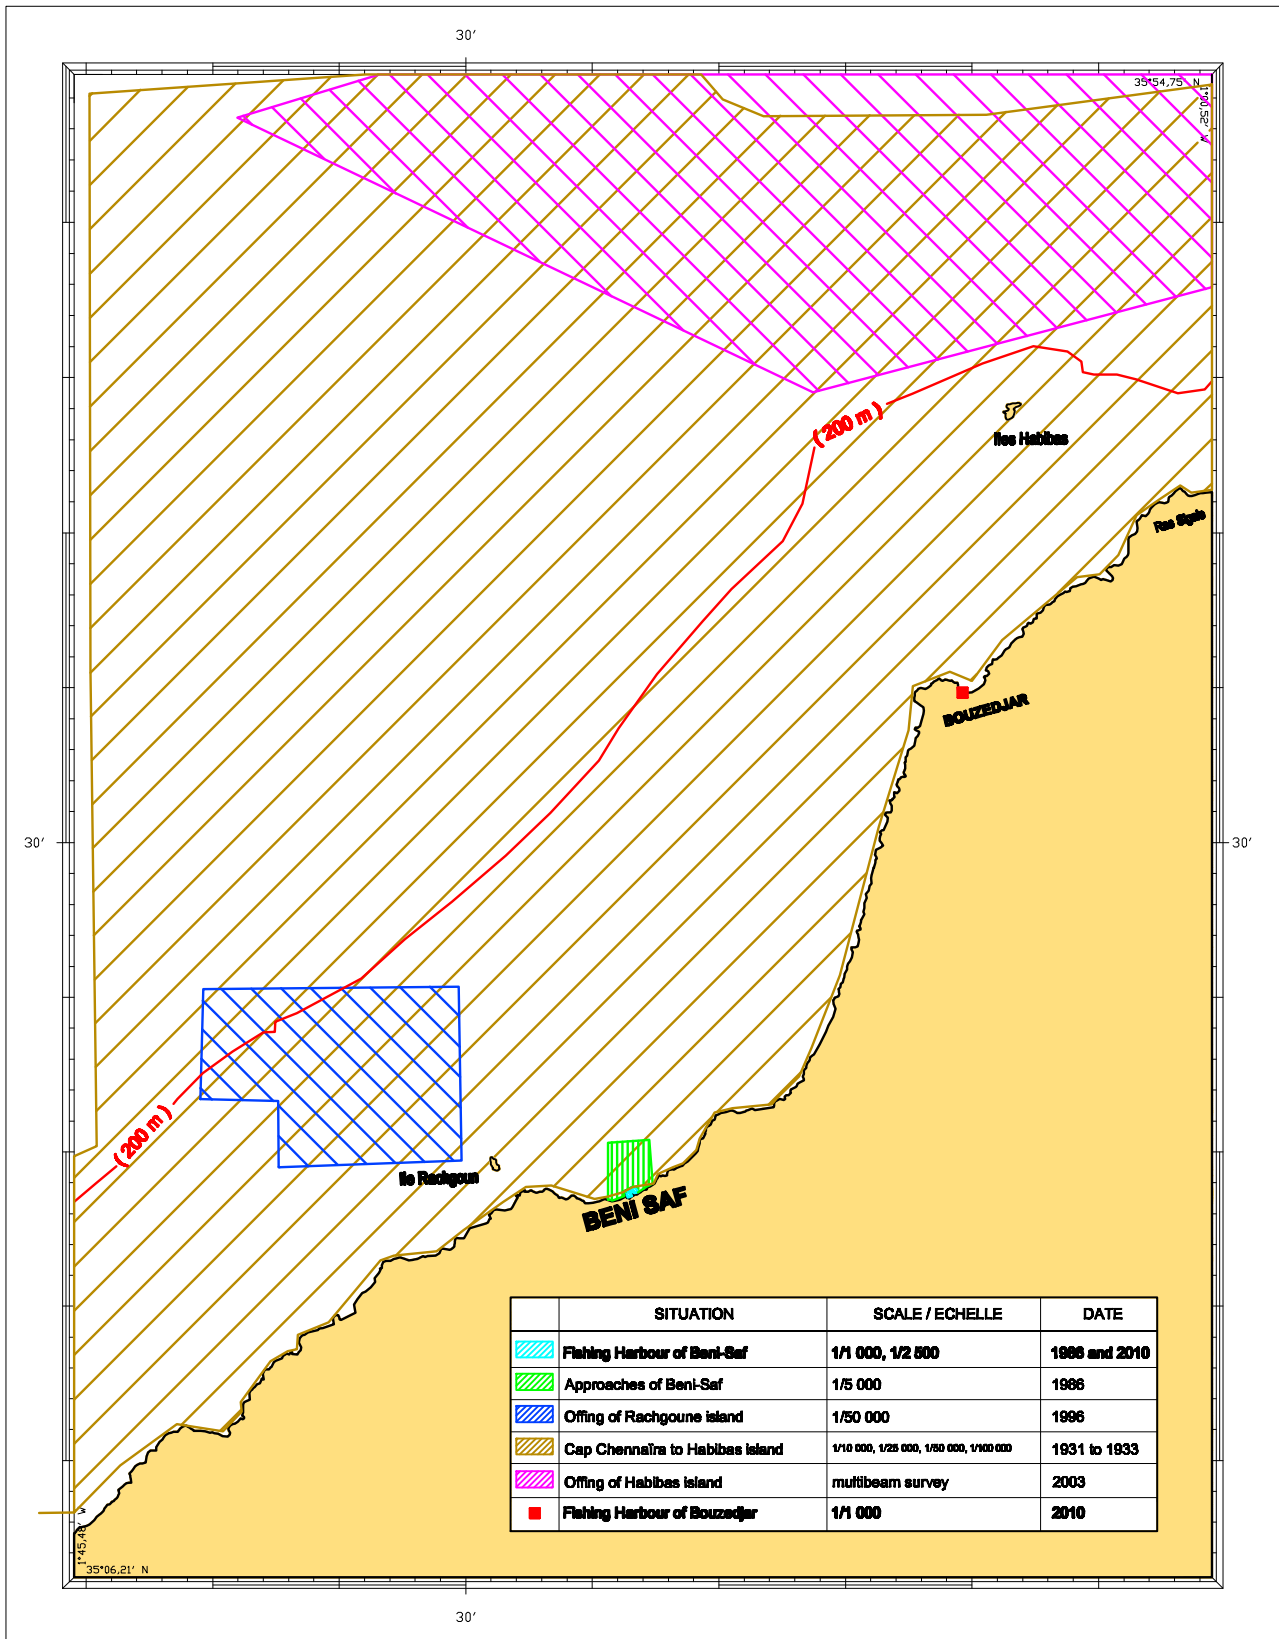 30'
35°54,75' N
1°00,52' W
( 200 m )
Iles Habibas
Ras Sigale
BOUZEDJAR
30'
30'
( 200 m )
Ile Rachgoun
BENI SAF
SITUATION SCALE / ECHELLE DATE
Fishing Harbour of Beni-Saf 1/1 000, 1/2 500 1986 and 2010
Approaches of Beni-Saf 1/5 000 1986
Offing of Rachgoune island 1/50 000 1996
Cap Chennaïra to Habibas island 1/10 000, 1/25 000, 1/50 000, 1/100 000 1931 to 1933
Offing of Habibas island multibeam survey 2003
Fishing Harbour of Bouzedjar 1/1 000 2010
1°45,48' W
35°06,21' N
30'